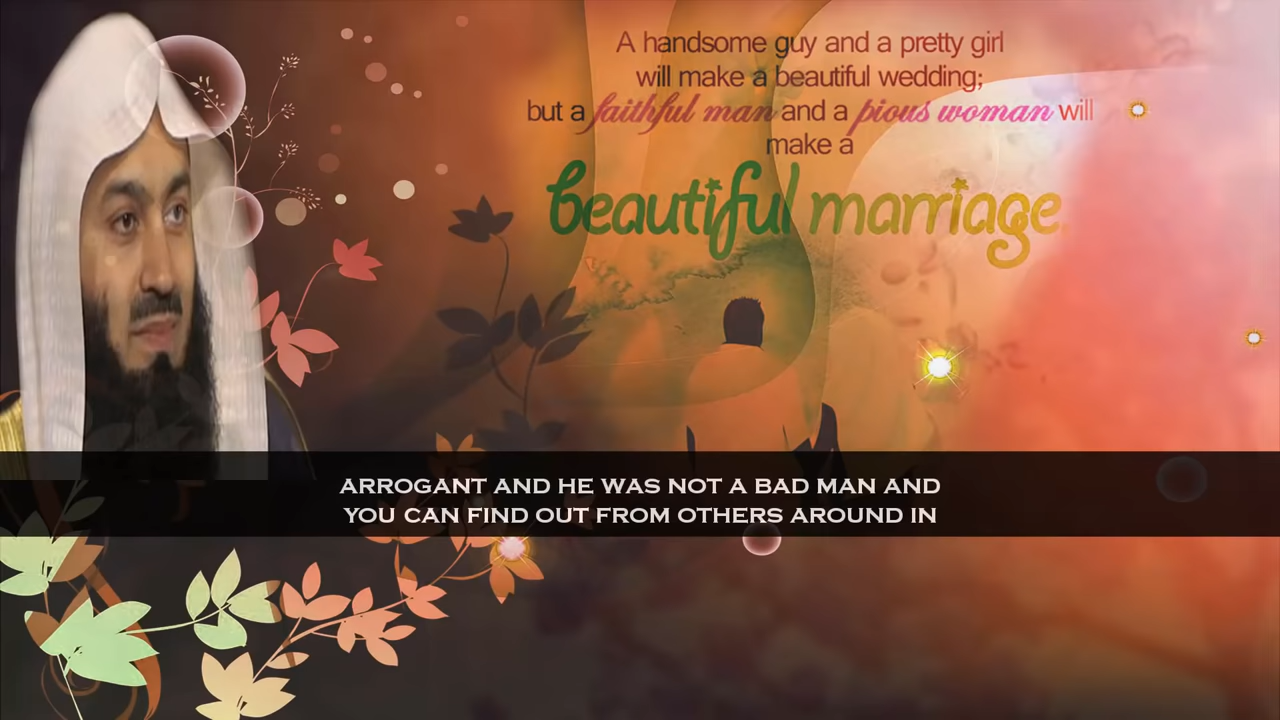 A handsome guy and a pretty girl
will make a beautiful wedding;
but a faithful man and a pious woman will
make a
beautiful marriage.
ARROGANT AND HE WAS NOT A BAD MAN AND
YOU CAN FIND OUT FROM OTHERS AROUND IN